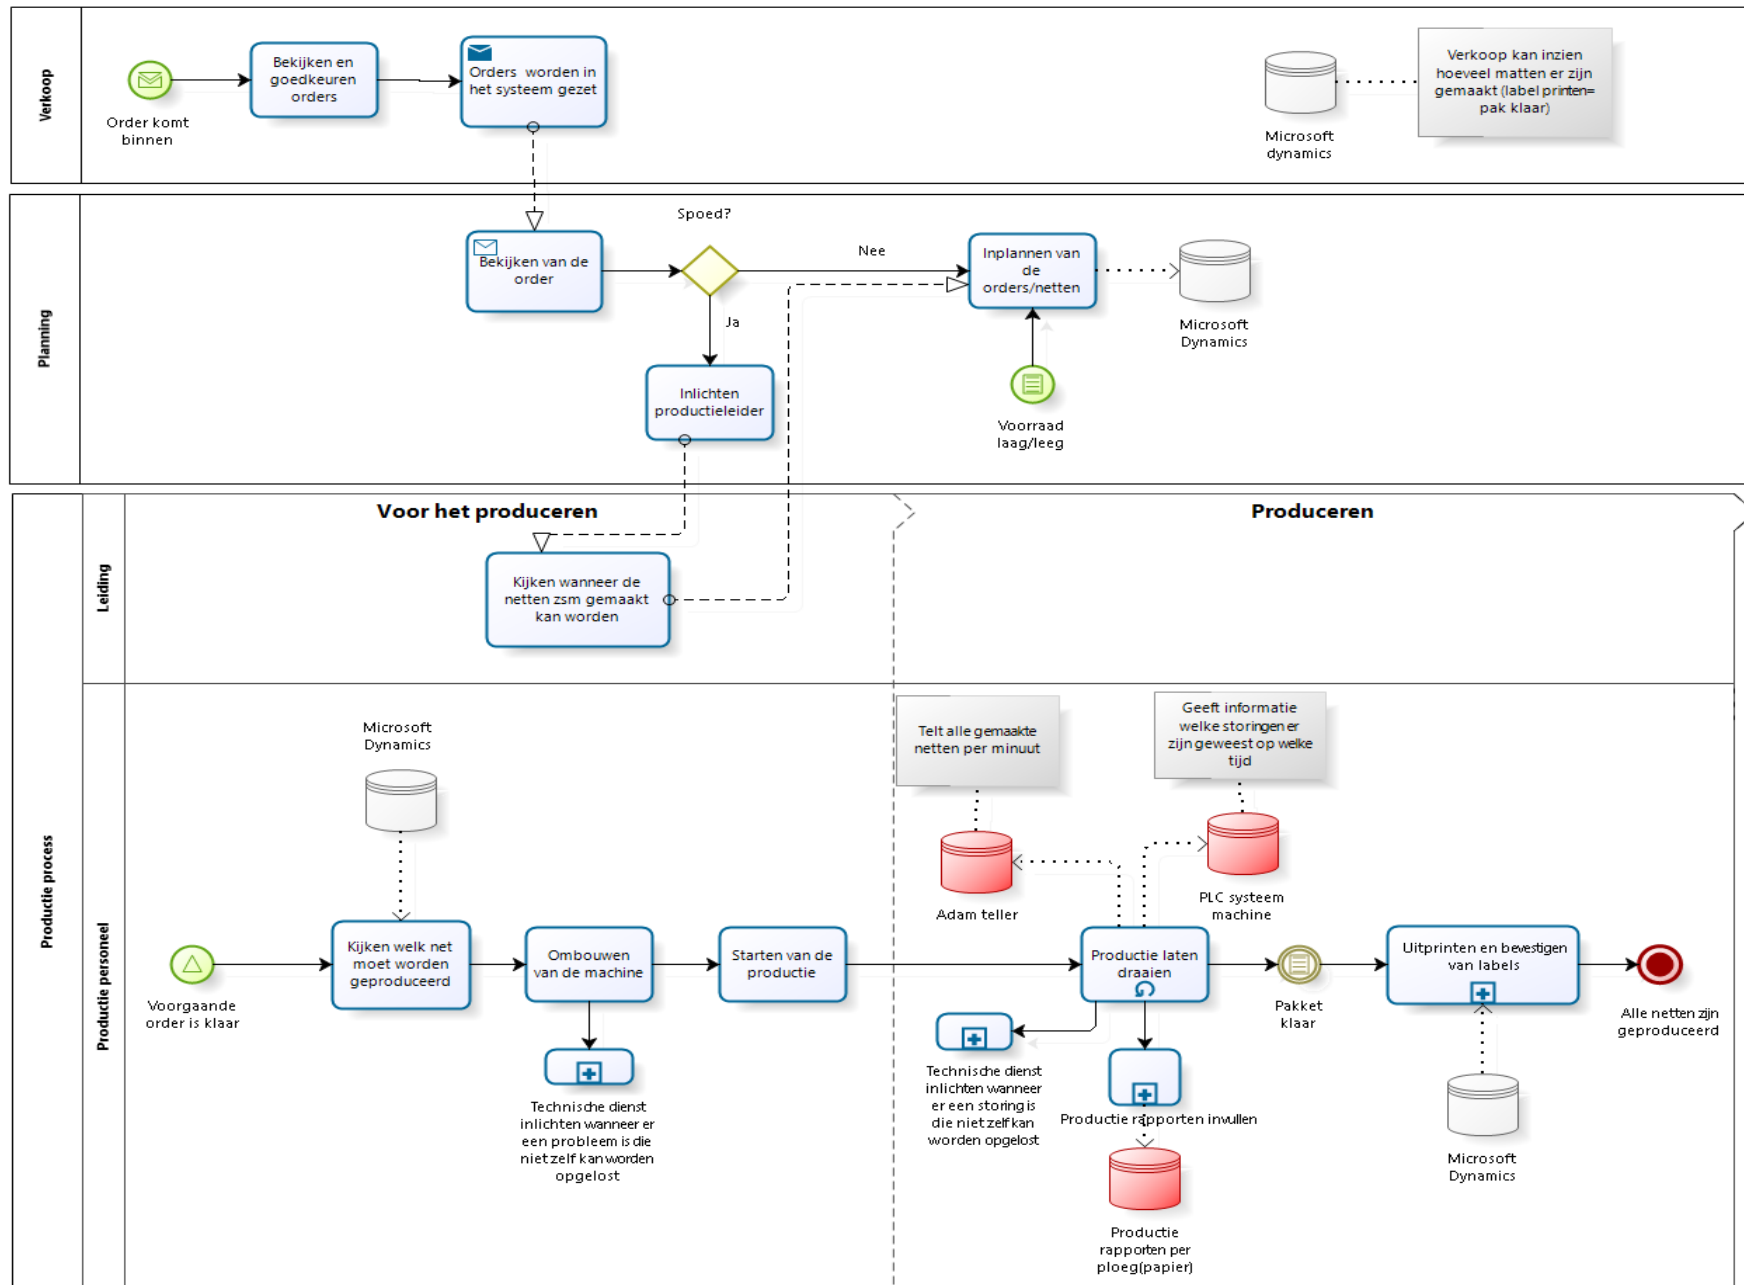 Verkoop
Order komt
binnen
Bekijken en
goedkeuren
orders
Orders worden in
het systeem gezet
Microsoft
dynamics
Verkoop kan inzien
hoeveel matten er zijn
gemaakt (label printen=
pak klaar)
Planning
Bekijken van de
order
Spoed?
Nee
Ja
Inlichten
productieleider
Inplannen van
de
orders/netten
Voorraad
laag/leeg
Microsoft
Dynamics
Productie process
Voor het produceren
Produceren
Leiding
Kijken wanneer de
netten zsm gemaakt
kan worden
Productie personeel
Microsoft
Dynamics
Voorgaande
order is klaar
Kijken welk net
moet worden
geproduceerd
Ombouwen
van de machine
Technische dienst
inlichten wanneer er
een probleem is die
niet zelf kan worden
opgelost
Starten van de
productie
Telt alle gemaakte
netten per minuut
Adam teller
Geeft informatie
welke storingen er
zijn geweest op welke
tijd
PLC systeem
machine
Productie laten
draaien
Technische dienst
inlichten wanneer
er een storing is
die niet zelf kan
worden opgelost
Productie rapporten invullen
Productie
rapporten per
ploeg(papier)
Pakket
klaar
Uitprinten en bevestigen
van labels
Microsoft
Dynamics
Alle netten zijn
geproduceerd